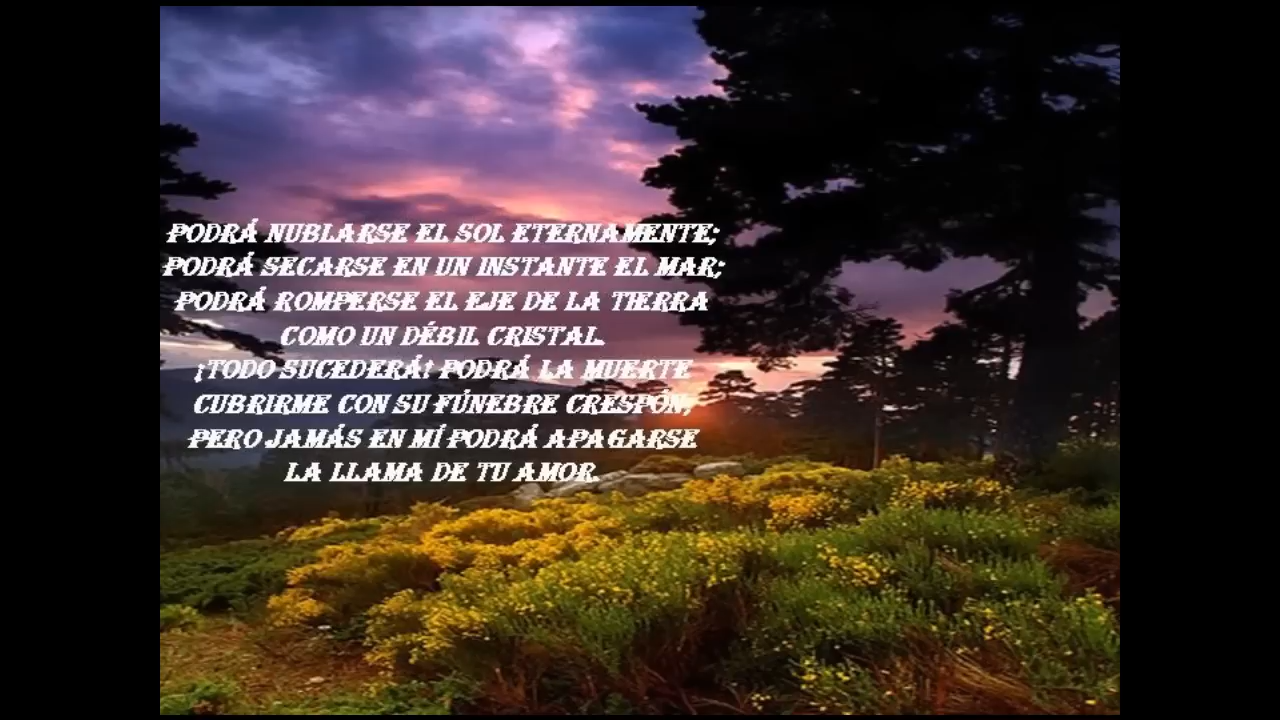 PODRÁ NUBLARSE EL SOL ETERNAMENTE;
PODRÁ SECARSE EN UN INSTANTE EL MAR;
PODRÁ ROMPERSE EL EJE DE LA TIERRA
COMO UN DÉBIL CRISTAL.
¡TODO SUCEDERÁ! PODRÁ LA MUERTE
CUBRIRME CON SU FÚNEBRE CRESPÓN;
PERO JAMÁS EN MÍ PODRÁ APAGARSE
LA LLAMA DE TU AMOR.